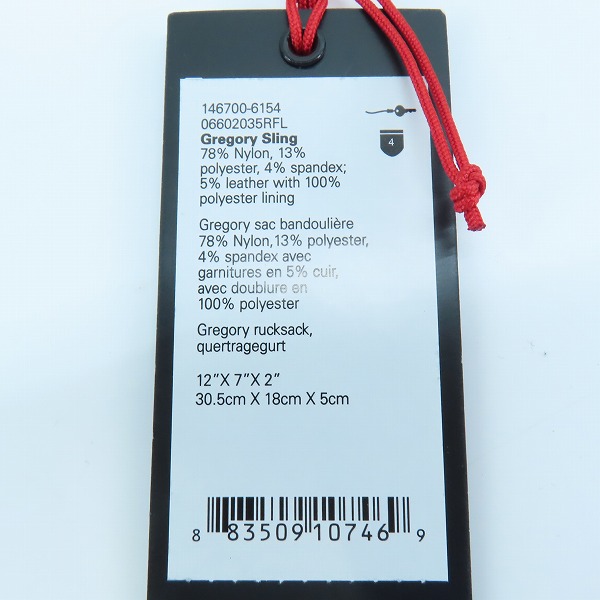 146700-6154
06602035RFL
Gregory Sling
78% Nylon, 13%
polyester, 4% spandex;
5% leather with 100%
polyester lining
4
Gregory sac bandoulière
78% Nylon,13% polyester,
4% spandex avec
garnitures en 5% cuir,
avec doublure en
100% polyester
Gregory rucksack,
quertragegurt
12"X 7"X 2"
30.5cm X 18cm X 5cm
8 83509 10746 9